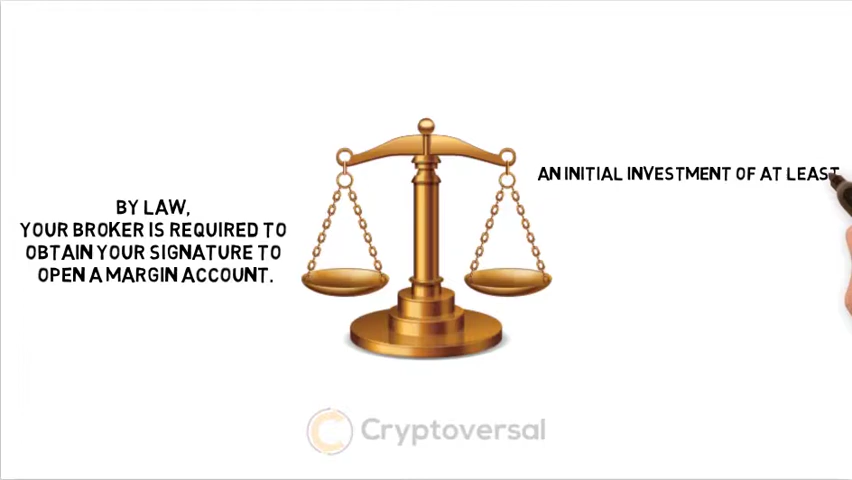 BY LAW,
YOUR BROKER IS REQUIRED TO
OBTAIN YOUR SIGNATURE TO
OPEN A MARGIN ACCOUNT.
AN INITIAL INVESTMENT OF AT LEAST
Cryptoversal